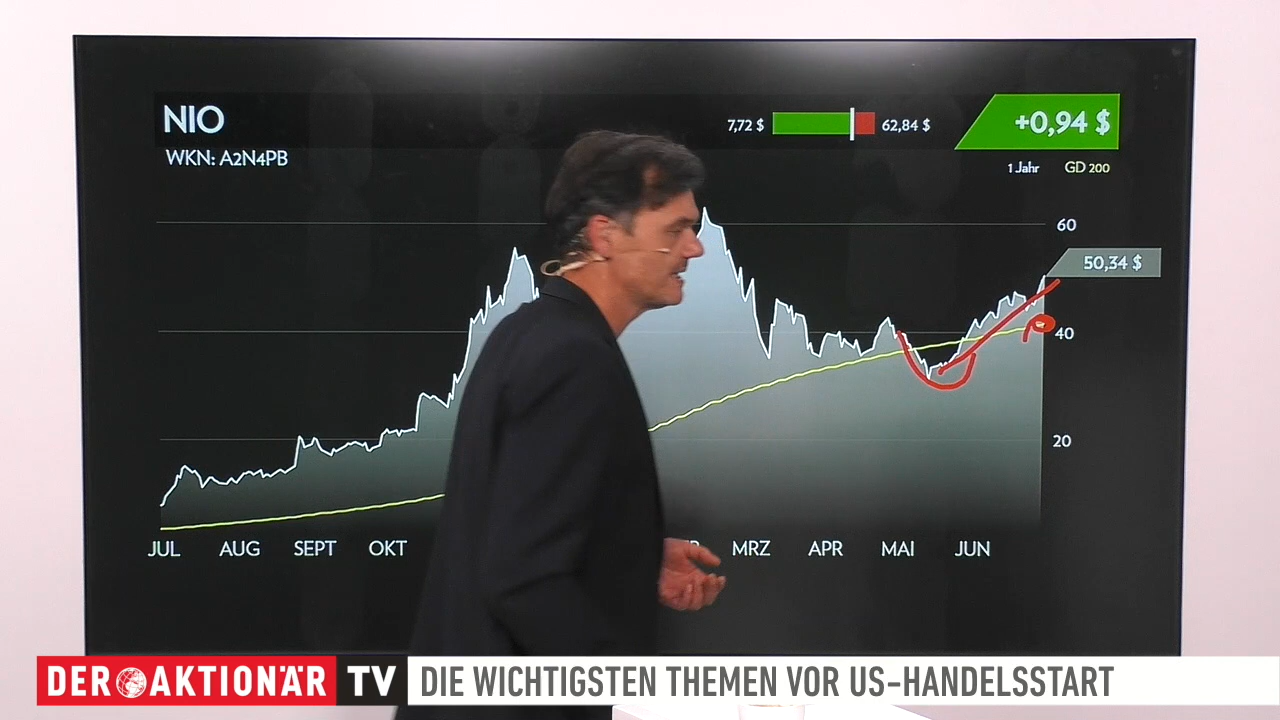 NIO
WKN: A2N4PB
7,72 $
62,84 $
+0,94 $
1 Jahr
GD 200
60
50,34 $
40
20
JUL AUG SEPT OKT MRZ APR MAI JUN
DER AKTIONÄR TV DIE WICHTIGSTEN THEMEN VOR US-HANDELSSTART